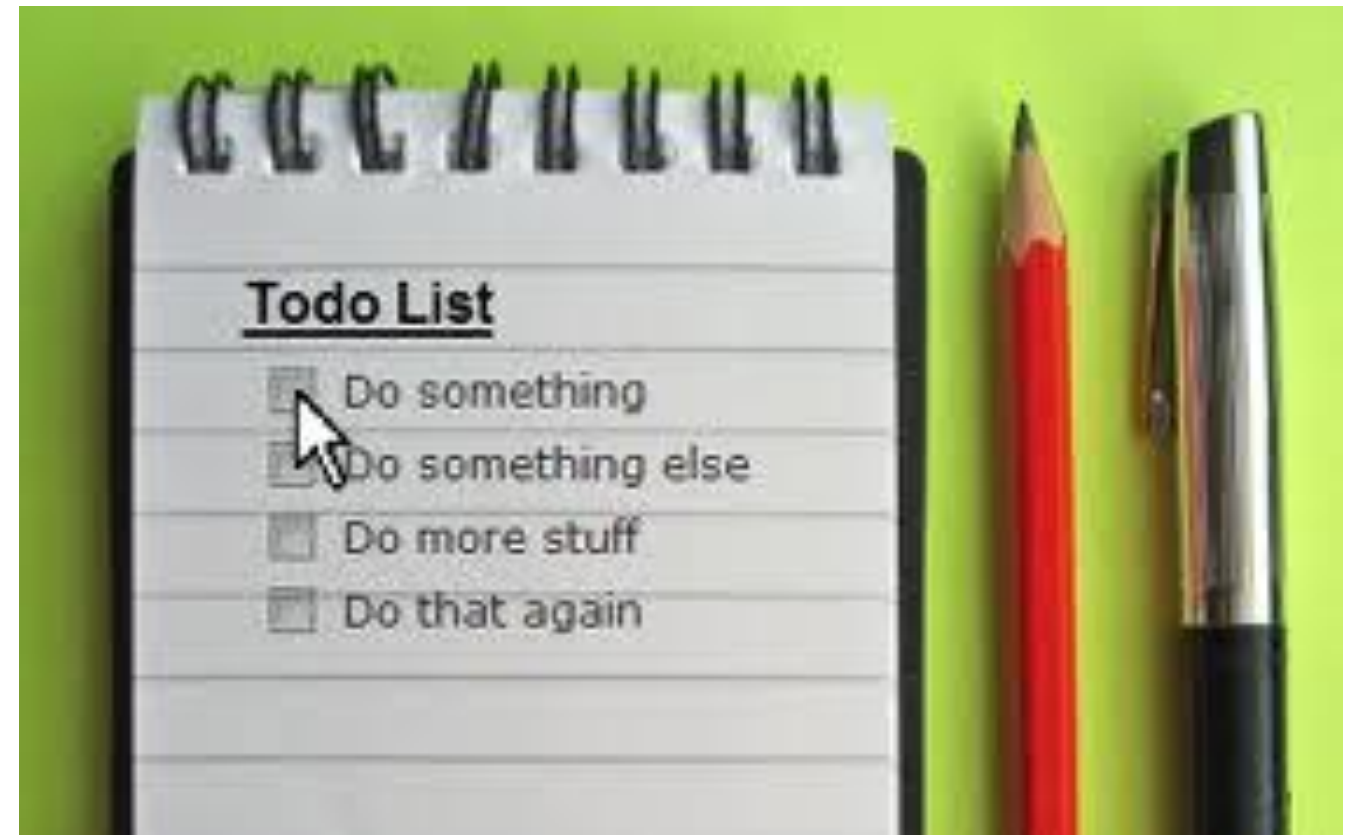 Todo List
Do something
Do something else
Do more stuff
Do that again